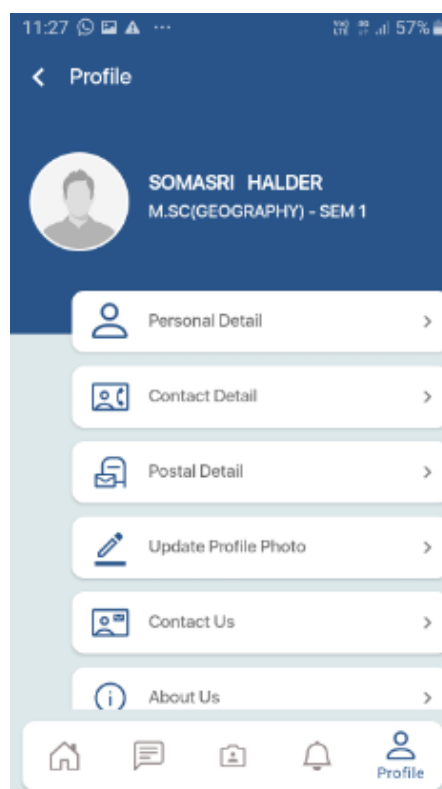 11:27
57%
Profile
SOMASRI HALDER
M.SC(GEOGRAPHY) - SEM 1
Personal Detail
Contact Detail
Postal Detail
Update Profile Photo
Contact Us
About Us
Profile